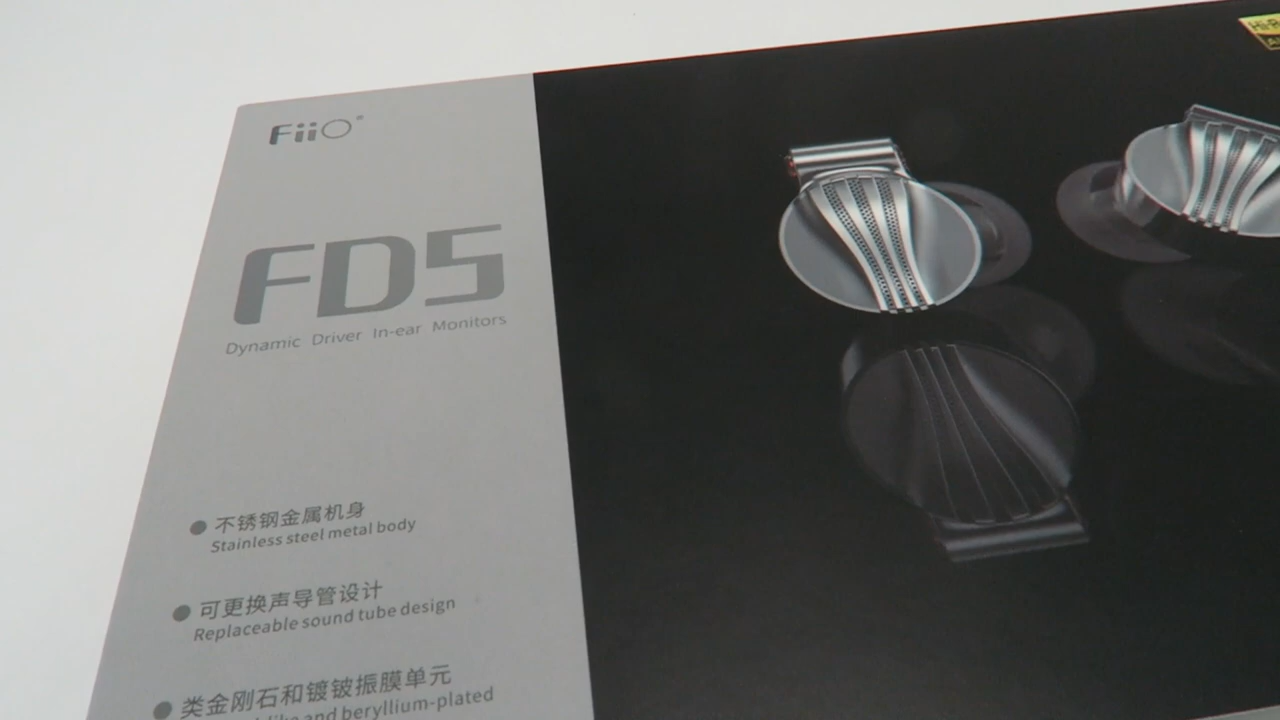 FiiO®
FD5
Dynamic Driver In-ear Monitors
不锈钢金属机身
Stainless steel metal body
可更换声导管设计
Replaceable sound tube design
类金刚石和镀铍振膜单元
like and beryllium-plated